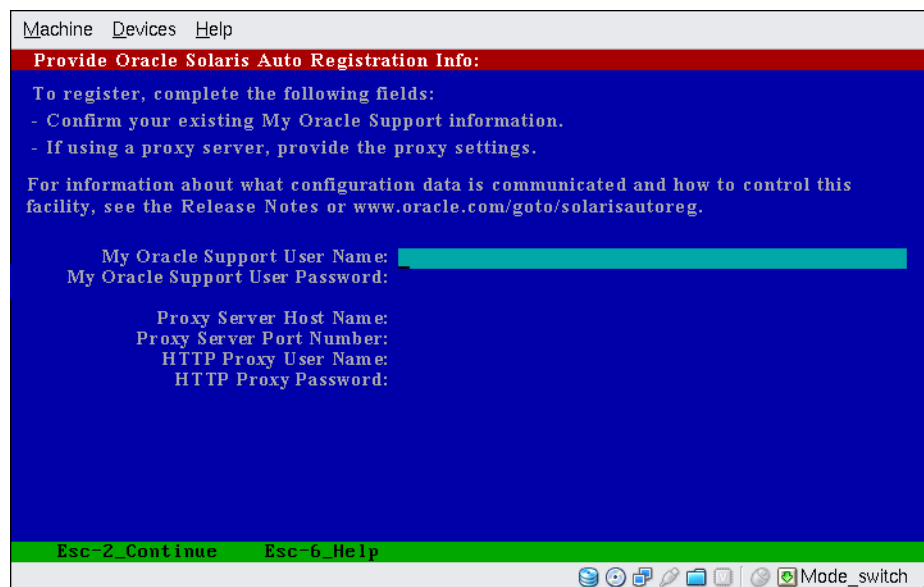 Machine Devices Help
Provide Oracle Solaris Auto Registration Info:
To register, complete the following fields:
- Confirm your existing My Oracle Support information.
- If using a proxy server, provide the proxy settings.
For information about what configuration data is communicated and how to control this
facility, see the Release Notes or www.oracle.com/goto/solarisautoreg.
My Oracle Support User Name:
My Oracle Support User Password:
Proxy Server Host Name:
Proxy Server Port Number:
HTTP Proxy User Name:
HTTP Proxy Password:
Esc-2_Continue Esc-6_Help
Mode_switch